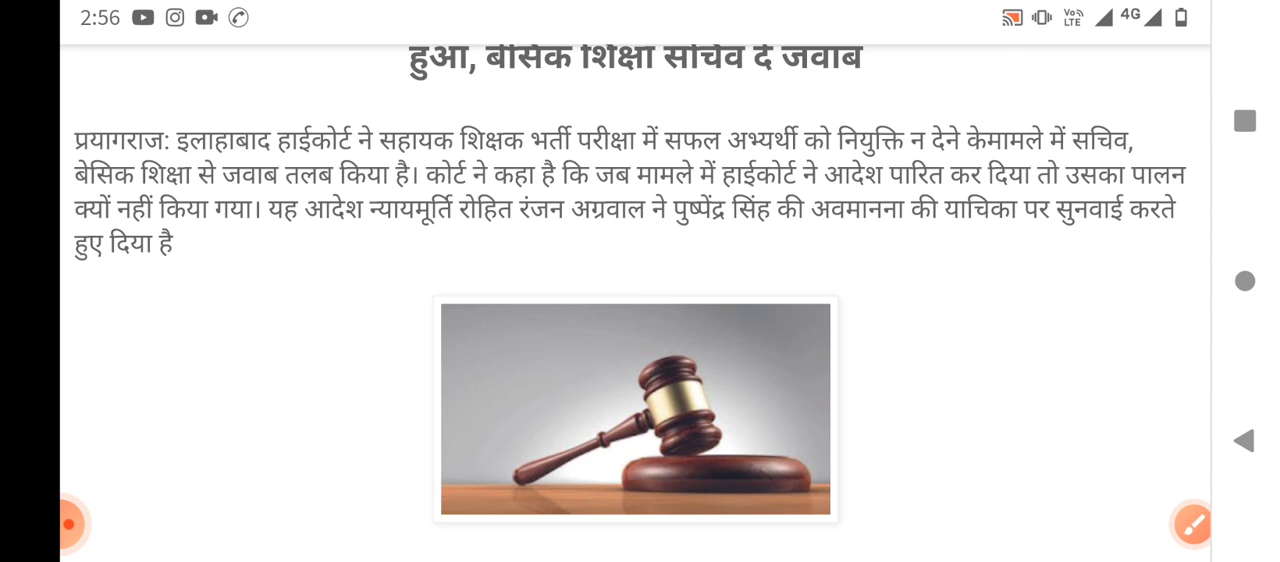 2:56 Vo LTE 4G
हुआ, बेसिक शिक्षा सचिव दें जवाब
प्रयागराज: इलाहाबाद हाईकोर्ट ने सहायक शिक्षक भर्ती परीक्षा में सफल अभ्यर्थी को नियुक्ति न देने केमामले में सचिव,
बेसिक शिक्षा से जवाब तलब किया है। कोर्ट ने कहा है कि जब मामले में हाईकोर्ट ने आदेश पारित कर दिया तो उसका पालन
क्यों नहीं किया गया। यह आदेश न्यायमूर्ति रोहित रंजन अग्रवाल ने पुष्पेंद्र सिंह की अवमानना की याचिका पर सुनवाई करते
हुए दिया है